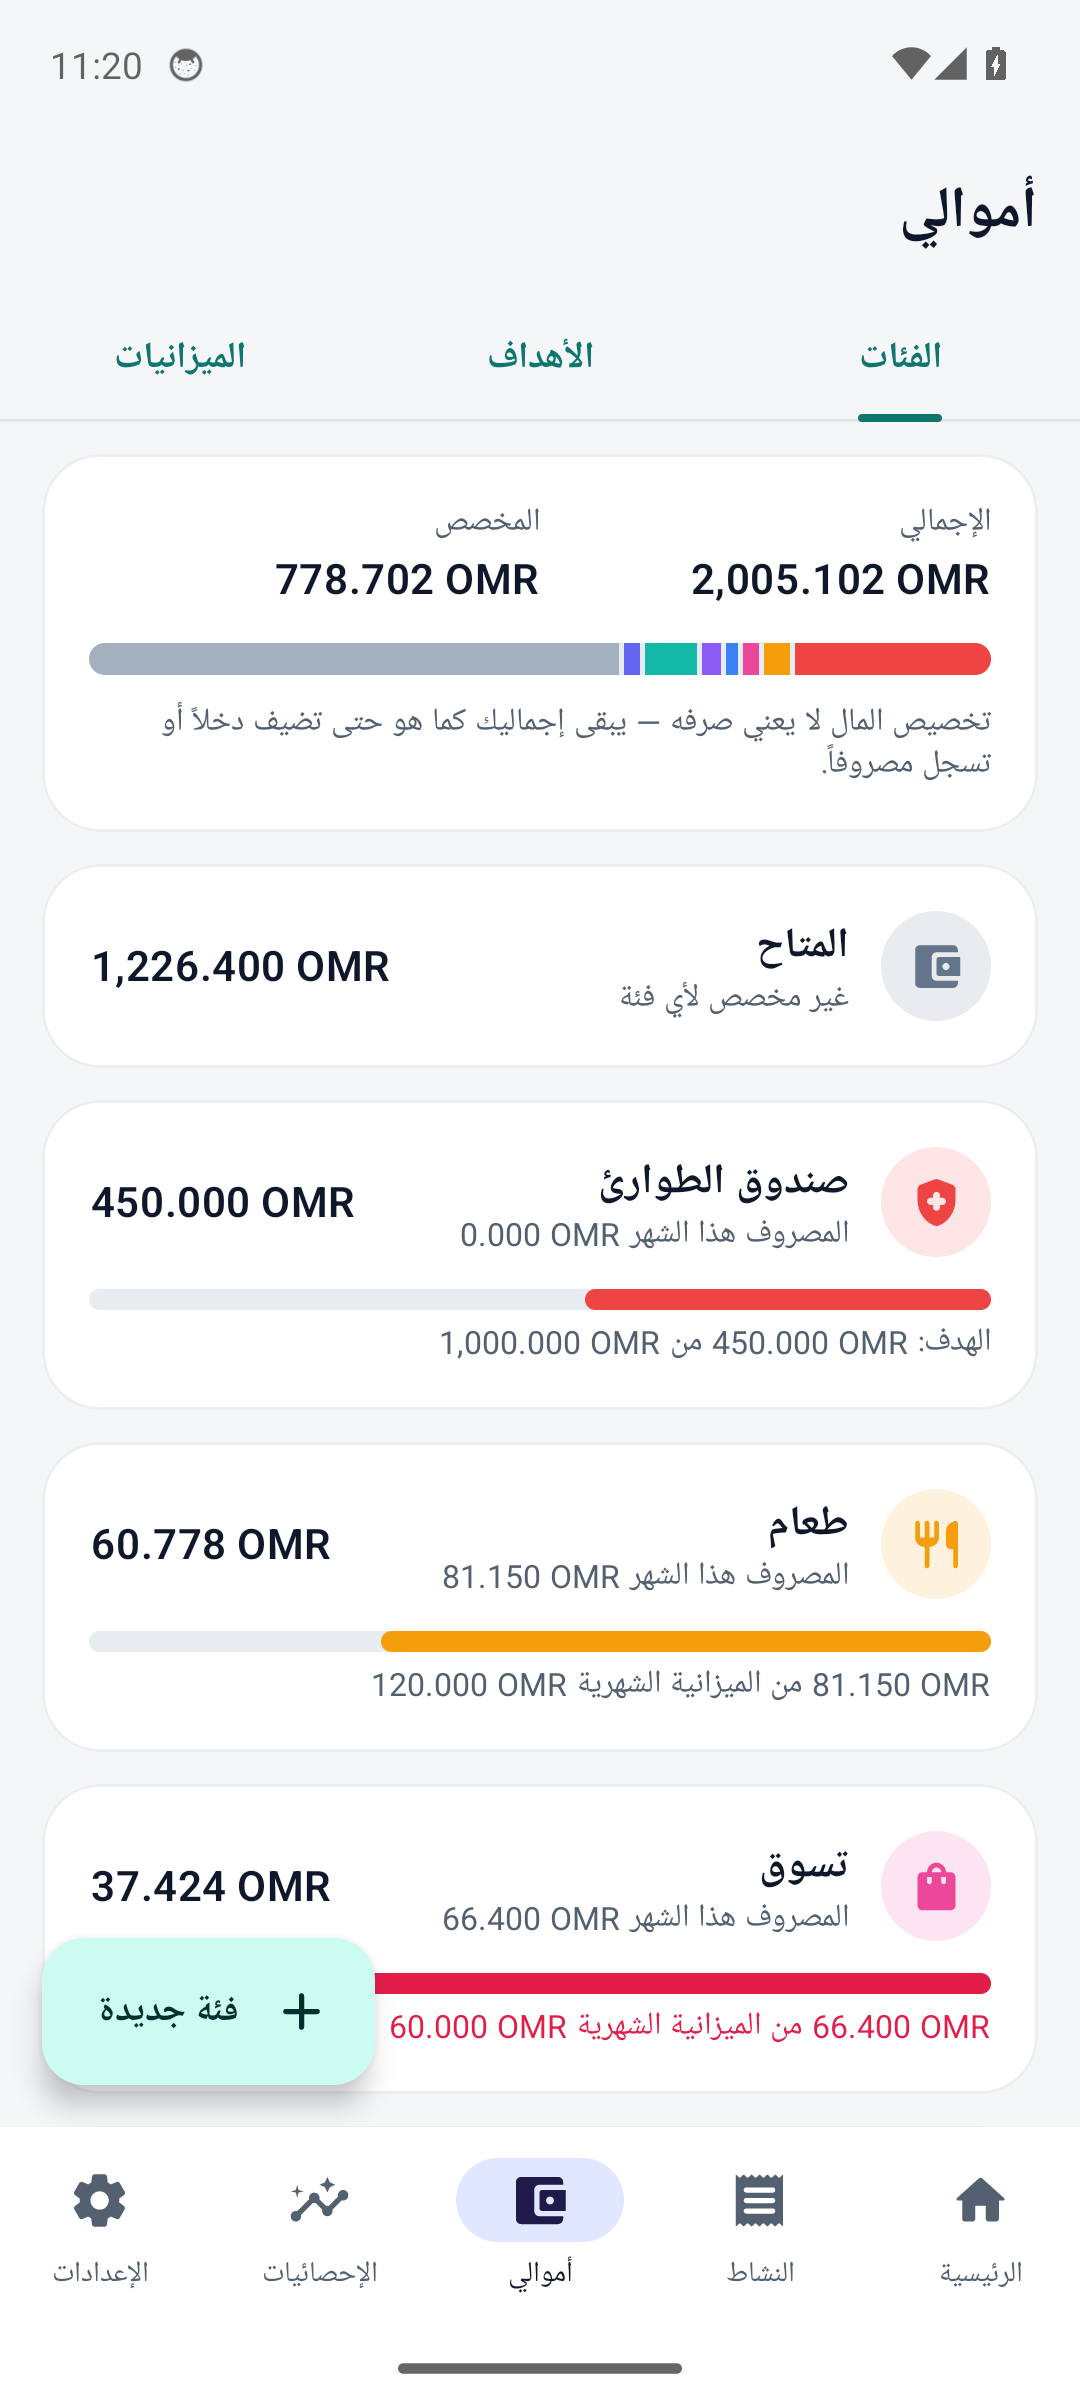 11:20
أموالي
الفئات
الأهداف
الميزانيات
الإجمالي
المخصص
2,005.102 OMR
778.702 OMR
تخصيص المال لا يعني صرفه — يبقى إجماليك كما هو حتى تضيف دخلاً أو
تسجل مصروفاً.
المتاح
غير مخصص لأي فئة
1,226.400 OMR
صندوق الطوارئ
المصروف هذا الشهر 0.000 OMR
450.000 OMR
الهدف: 450.000 OMR من 1,000.000 OMR
طعام
المصروف هذا الشهر 81.150 OMR
60.778 OMR
81.150 OMR من الميزانية الشهرية 120.000 OMR
تسوق
المصروف هذا الشهر 66.400 OMR
37.424 OMR
66.400 OMR من الميزانية الشهرية 60.000 OMR
فئة جديدة
الرئيسية
النشاط
أموالي
الإحصائيات
الإعدادات